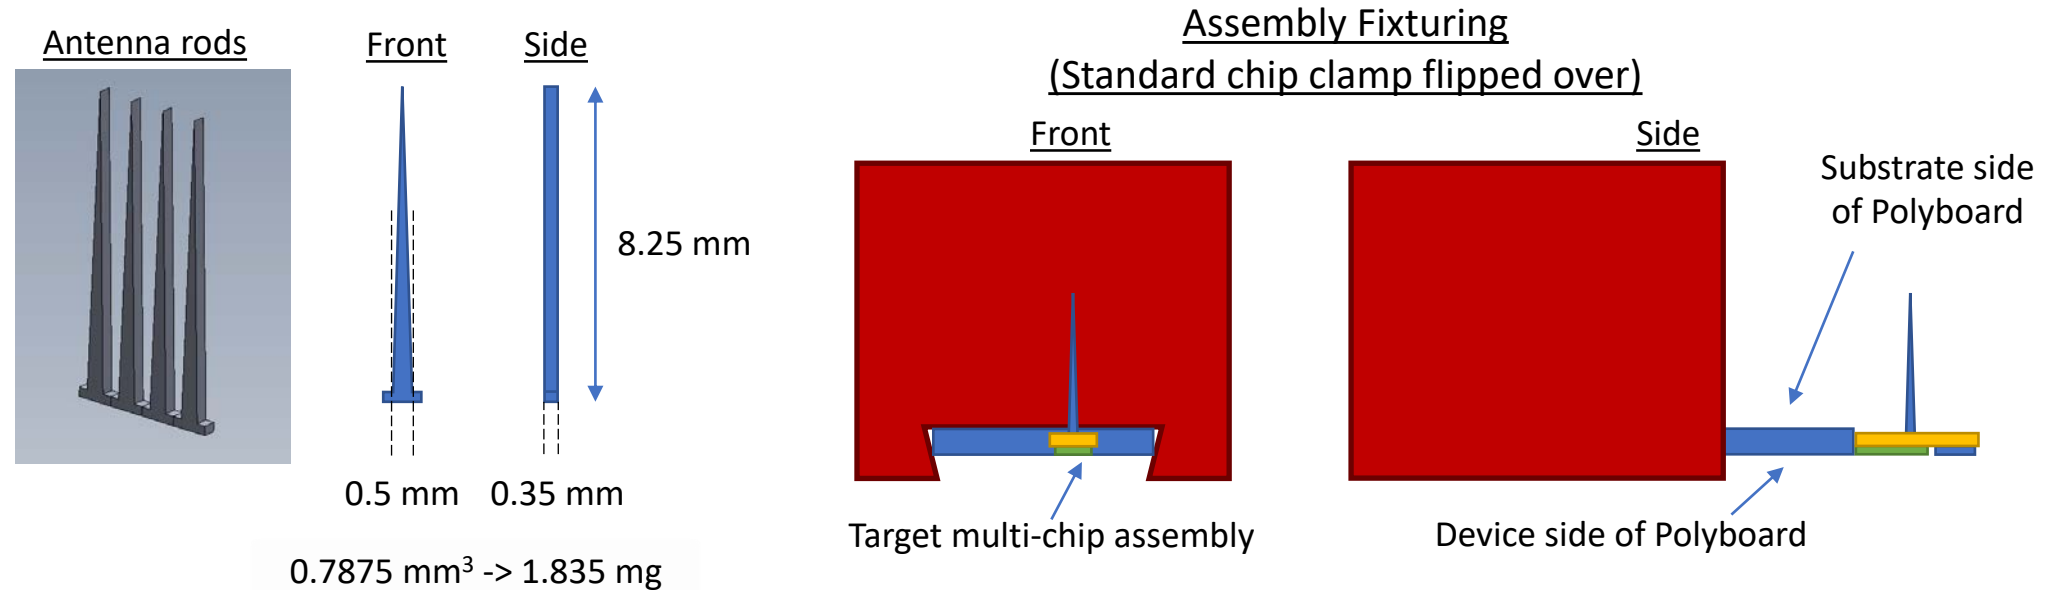 Antenna rods
Front
Side
8.25 mm
0.5 mm
0.35 mm
0.7875 mm³ -> 1.835 mg
Assembly Fixturing
(Standard chip clamp flipped over)
Front
Side
Substrate side
of Polyboard
Target multi-chip assembly
Device side of Polyboard